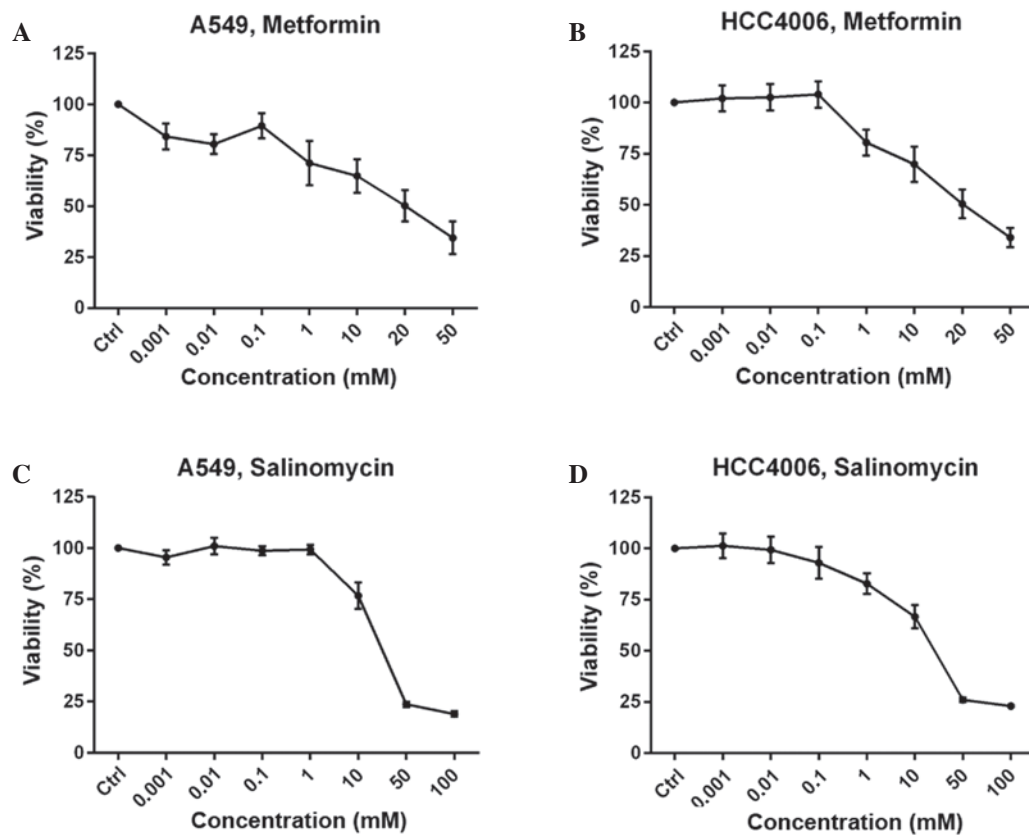 A
A549, Metformin
125
100
75
50
25
0
Viability (%)
Ctrl
0.001
0.01
0.1
1
10
20
50
Concentration (mM)
B
HCC4006, Metformin
125
100
75
50
25
0
Viability (%)
Ctrl
0.001
0.01
0.1
1
10
20
50
Concentration (mM)
C
A549, Salinomycin
125
100
75
50
25
0
Viability (%)
Ctrl
0.001
0.01
0.1
1
10
50
100
Concentration (mM)
D
HCC4006, Salinomycin
125
100
75
50
25
0
Viability (%)
Ctrl
0.001
0.01
0.1
1
10
50
100
Concentration (mM)